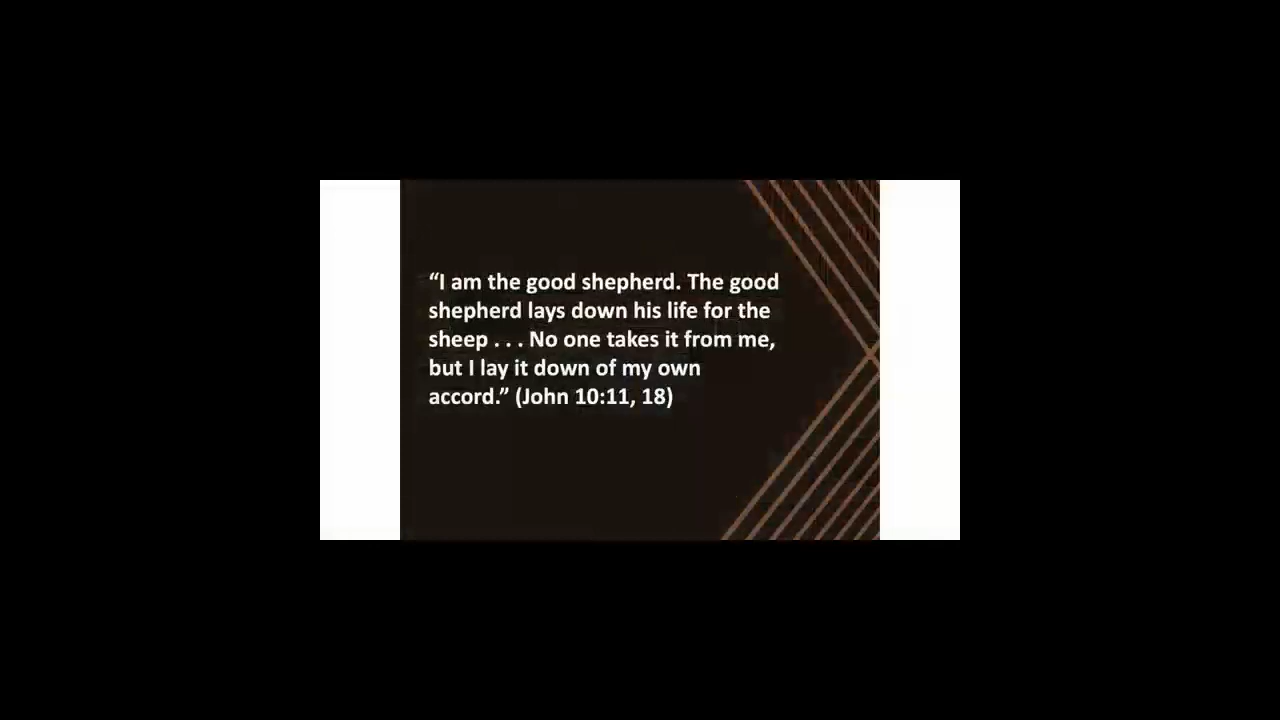 “I am the good shepherd. The good
shepherd lays down his life for the
sheep . . . No one takes it from me,
but I lay it down of my own
accord.” (John 10:11, 18)